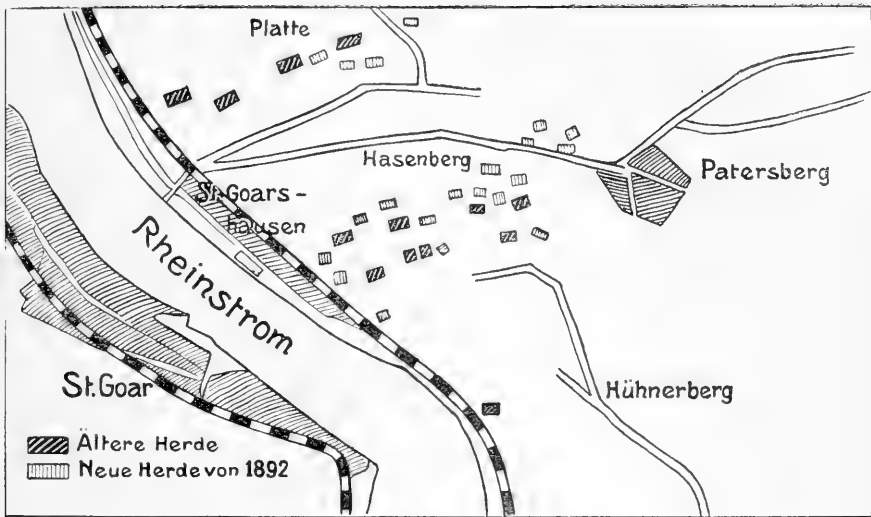 Platte
Hasenberg
Patersberg
St. Goars-
hausen
Rheinstrom
St. Goar
Hühnerberg
Ältere Herde
Neue Herde von 1892